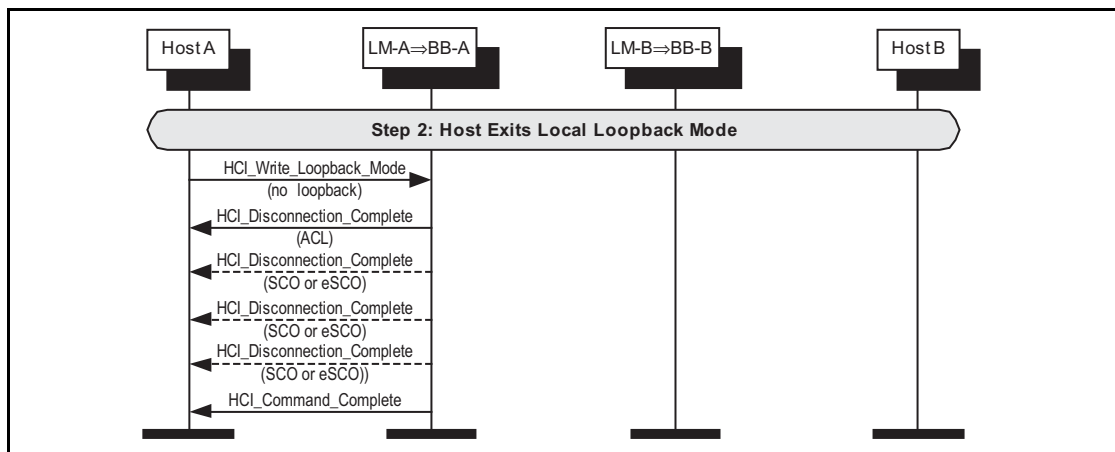 Host A
LM-A⇒BB-A
LM-B⇒BB-B
Host B
Step 2: Host Exits Local Loopback Mode
HCI_Write_Loopback_Mode
(no loopback)
HCI_Disconnection_Complete
(ACL)
HCI_Disconnection_Complete
(SCO or eSCO)
HCI_Disconnection_Complete
(SCO or eSCO)
HCI_Disconnection_Complete
(SCO or eSCO))
HCI_Command_Complete